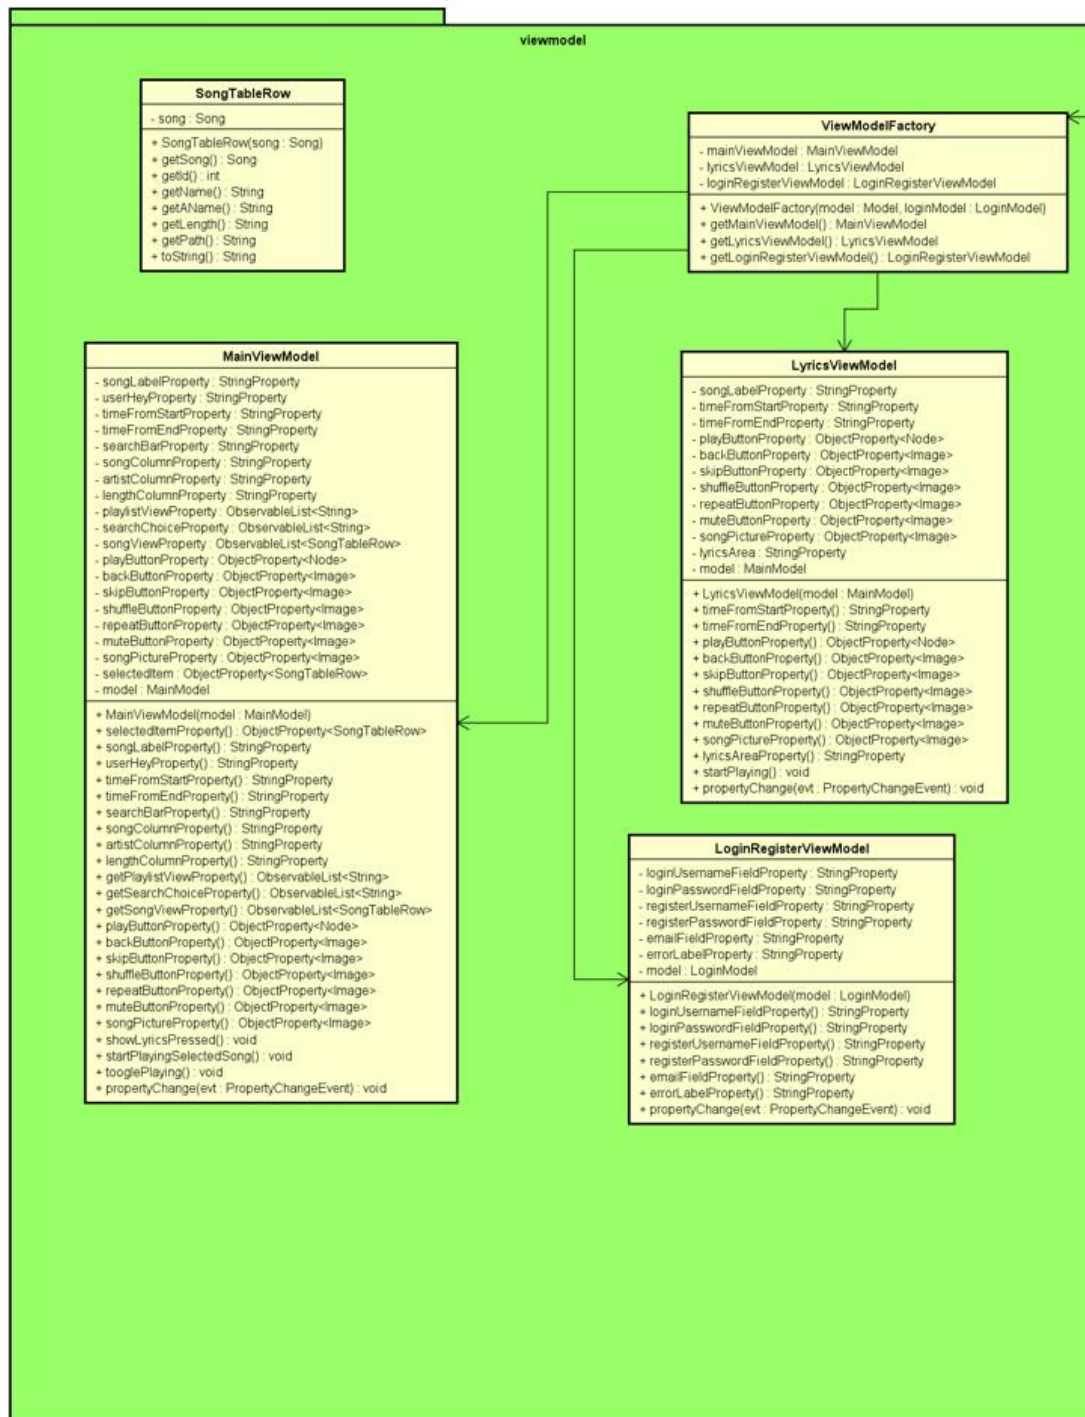 viewmodel
SongTableRow
- song : Song
+ SongTableRow(song : Song)
+ getSong() : Song
+ getId() : int
+ getName() : String
+ getAName() : String
+ getLength() : String
+ getPath() : String
+ toString() : String
ViewModelFactory
- mainViewModel : MainViewModel
- lyricsViewModel : LyricsViewModel
- loginRegisterViewModel : LoginRegisterViewModel
+ ViewModelFactory(model : Model, loginModel : LoginModel)
+ getMainViewModel() : MainViewModel
+ getLyricsViewModel() : LyricsViewModel
+ getLoginRegisterViewModel() : LoginRegisterViewModel
MainViewModel
- songLabelProperty : StringProperty
- userHeyProperty : StringProperty
- timeFromStartProperty : StringProperty
- timeFromEndProperty : StringProperty
- searchBarProperty : StringProperty
- songColumnProperty : StringProperty
- artistColumnProperty : StringProperty
- lengthColumnProperty : StringProperty
- playlistViewProperty : ObservableList<String>
- searchChoiceProperty : ObservableList<String>
- songViewProperty : ObservableList<SongTableRow>
- playButtonProperty : ObjectProperty<Node>
- backButtonProperty : ObjectProperty<Image>
- skipButtonProperty : ObjectProperty<Image>
- shuffleButtonProperty : ObjectProperty<Image>
- repeatButtonProperty : ObjectProperty<Image>
- muteButtonProperty : ObjectProperty<Image>
- songPictureProperty : ObjectProperty<Image>
- selectedItem : ObjectProperty<SongTableRow>
- model : MainModel
+ MainViewModel(model : MainModel)
+ selectedItemProperty() : ObjectProperty<SongTableRow>
+ songLabelProperty() : StringProperty
+ userHeyProperty() : StringProperty
+ timeFromStartProperty() : StringProperty
+ timeFromEndProperty() : StringProperty
+ searchBarProperty() : StringProperty
+ songColumnProperty() : StringProperty
+ artistColumnProperty() : StringProperty
+ lengthColumnProperty() : StringProperty
+ getPlaylistViewProperty() : ObservableList<String>
+ getSearchChoiceProperty() : ObservableList<String>
+ getSongViewProperty() : ObservableList<SongTableRow>
+ playButtonProperty() : ObjectProperty<Node>
+ backButtonProperty() : ObjectProperty<Image>
+ skipButtonProperty() : ObjectProperty<Image>
+ shuffleButtonProperty() : ObjectProperty<Image>
+ repeatButtonProperty() : ObjectProperty<Image>
+ muteButtonProperty() : ObjectProperty<Image>
+ songPictureProperty() : ObjectProperty<Image>
+ showLyricsPressed() : void
+ startPlayingSelectedSong() : void
+ tooglePlaying() : void
+ propertyChange(evt : PropertyChangeEvent) : void
LyricsViewModel
- songLabelProperty : StringProperty
- timeFromStartProperty : StringProperty
- timeFromEndProperty : StringProperty
- playButtonProperty : ObjectProperty<Node>
- backButtonProperty : ObjectProperty<Image>
- skipButtonProperty : ObjectProperty<Image>
- shuffleButtonProperty : ObjectProperty<Image>
- repeatButtonProperty : ObjectProperty<Image>
- muteButtonProperty : ObjectProperty<Image>
- songPictureProperty : ObjectProperty<Image>
- lyricsArea : StringProperty
- model : MainModel
+ LyricsViewModel(model : MainModel)
+ timeFromStartProperty() : StringProperty
+ timeFromEndProperty() : StringProperty
+ playButtonProperty() : ObjectProperty<Node>
+ backButtonProperty() : ObjectProperty<Image>
+ skipButtonProperty() : ObjectProperty<Image>
+ shuffleButtonProperty() : ObjectProperty<Image>
+ repeatButtonProperty() : ObjectProperty<Image>
+ muteButtonProperty() : ObjectProperty<Image>
+ songPictureProperty() : ObjectProperty<Image>
+ lyricsAreaProperty() : StringProperty
+ startPlaying() : void
+ propertyChange(evt : PropertyChangeEvent) : void
LoginRegisterViewModel
- loginUsernameFieldProperty : StringProperty
- loginPasswordFieldProperty : StringProperty
- registerUsernameFieldProperty : StringProperty
- registerPasswordFieldProperty : StringProperty
- emailFieldProperty : StringProperty
- errorLabelProperty : StringProperty
- model : LoginModel
+ LoginRegisterViewModel(model : LoginModel)
+ loginUsernameFieldProperty() : StringProperty
+ loginPasswordFieldProperty() : StringProperty
+ registerUsernameFieldProperty() : StringProperty
+ registerPasswordFieldProperty() : StringProperty
+ emailFieldProperty() : StringProperty
+ errorLabelProperty() : StringProperty
+ propertyChange(evt : PropertyChangeEvent) : void